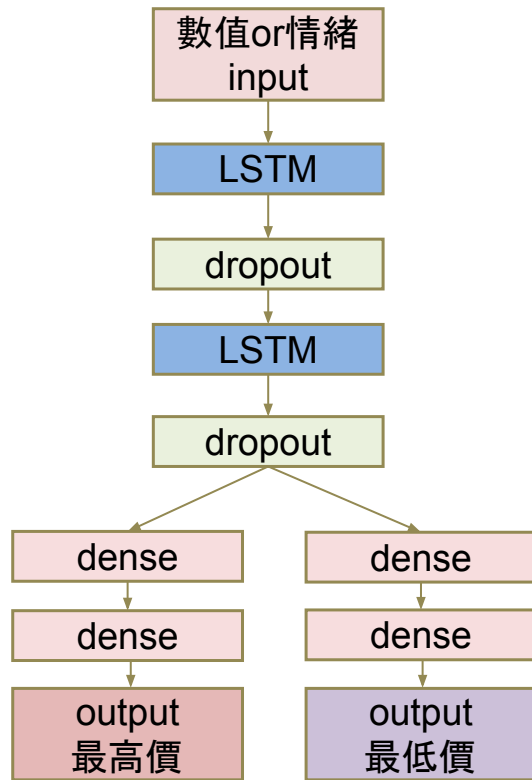 數值or情緒
input
LSTM
dropout
LSTM
dropout
dense
dense
output
最高價
dense
dense
output
最低價